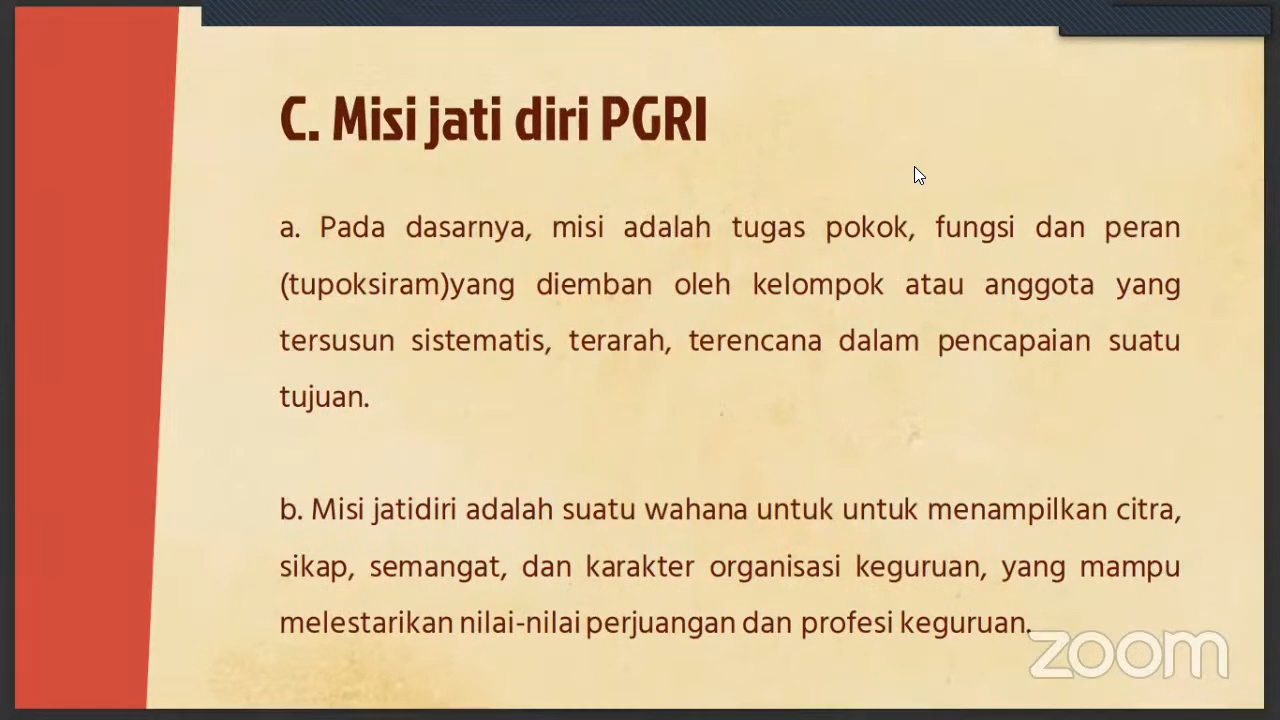 C. Misi jati diri PGRI
a. Pada dasarnya, misi adalah tugas pokok, fungsi dan peran
(tupoksiram)yang diemban oleh kelompok atau anggota yang
tersusun sistematis, terarah, terencana dalam pencapaian suatu
tujuan.
b. Misi jatidiri adalah suatu wahana untuk untuk menampilkan citra,
sikap, semangat, dan karakter organisasi keguruan, yang mampu
melestarikan nilai-nilai perjuangan dan profesi keguruan.
zoom